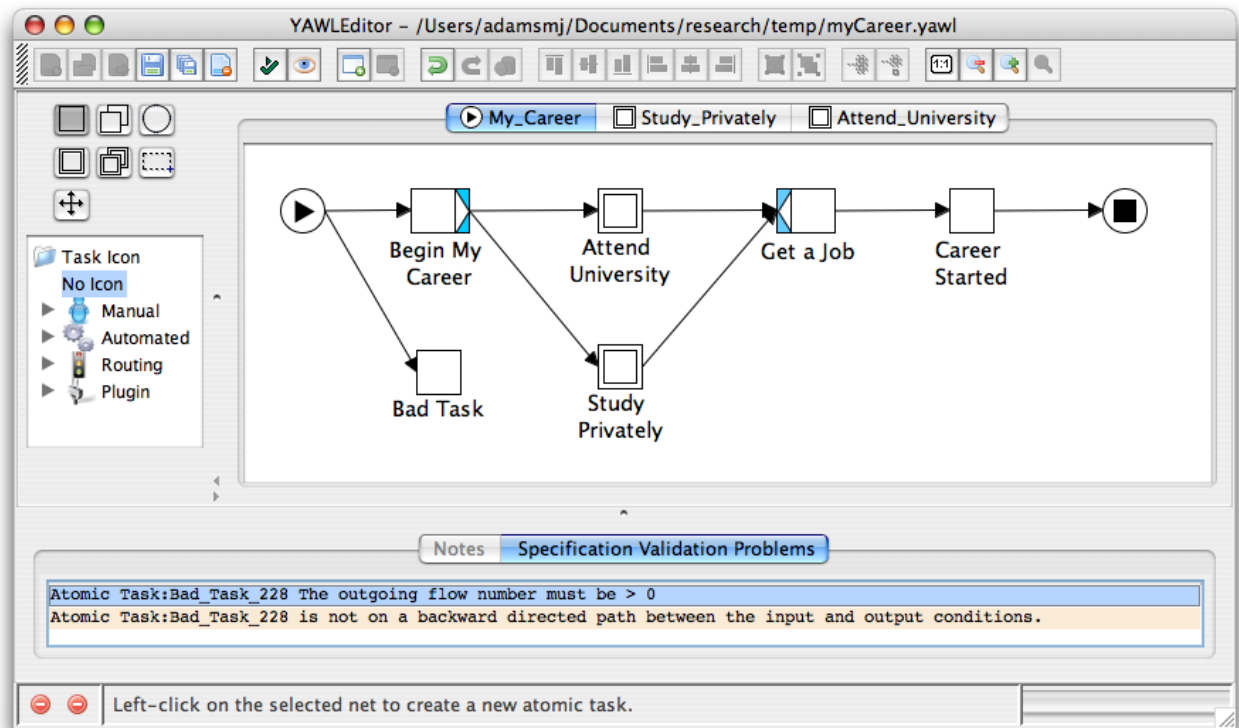 YAWLEditor – /Users/adamsmj/Documents/research/temp/myCareer.yawl
1:1
My_Career
Study_Privately
Attend_University
Task Icon
No Icon
Manual
Automated
Routing
Plugin
Begin My
Career
Attend
University
Get a Job
Career
Started
Bad Task
Study
Privately
Notes
Specification Validation Problems
Atomic Task:Bad_Task_228 The outgoing flow number must be > 0
Atomic Task:Bad_Task_228 is not on a backward directed path between the input and output conditions.
Left-click on the selected net to create a new atomic task.